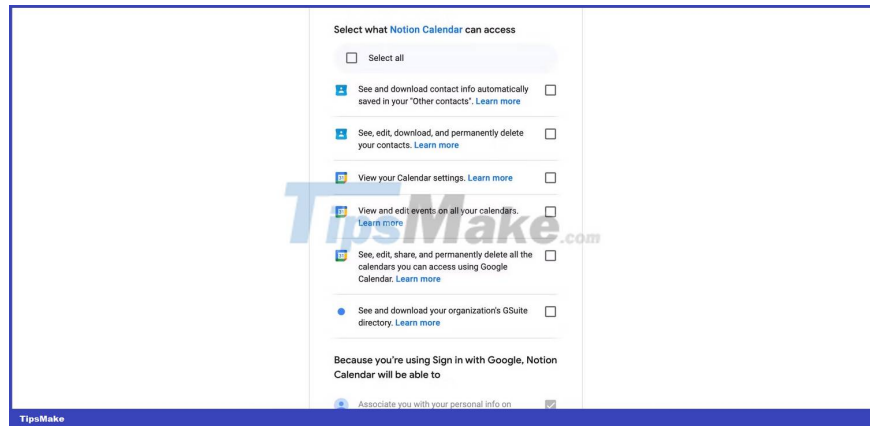 Select what Notion Calendar can access
Select all
See and download contact info automatically
saved in your "Other contacts". Learn more
See, edit, download, and permanently delete
your contacts. Learn more
View your Calendar settings. Learn more
View and edit events on all your calendars.
Learn more
TipsMake.com
See, edit, share, and permanently delete all the
calendars you can access using Google
Calendar. Learn more
See and download your organization's GSuite
directory. Learn more
Because you're using Sign in with Google, Notion
Calendar will be able to
Associate you with your personal info on
TipsMake